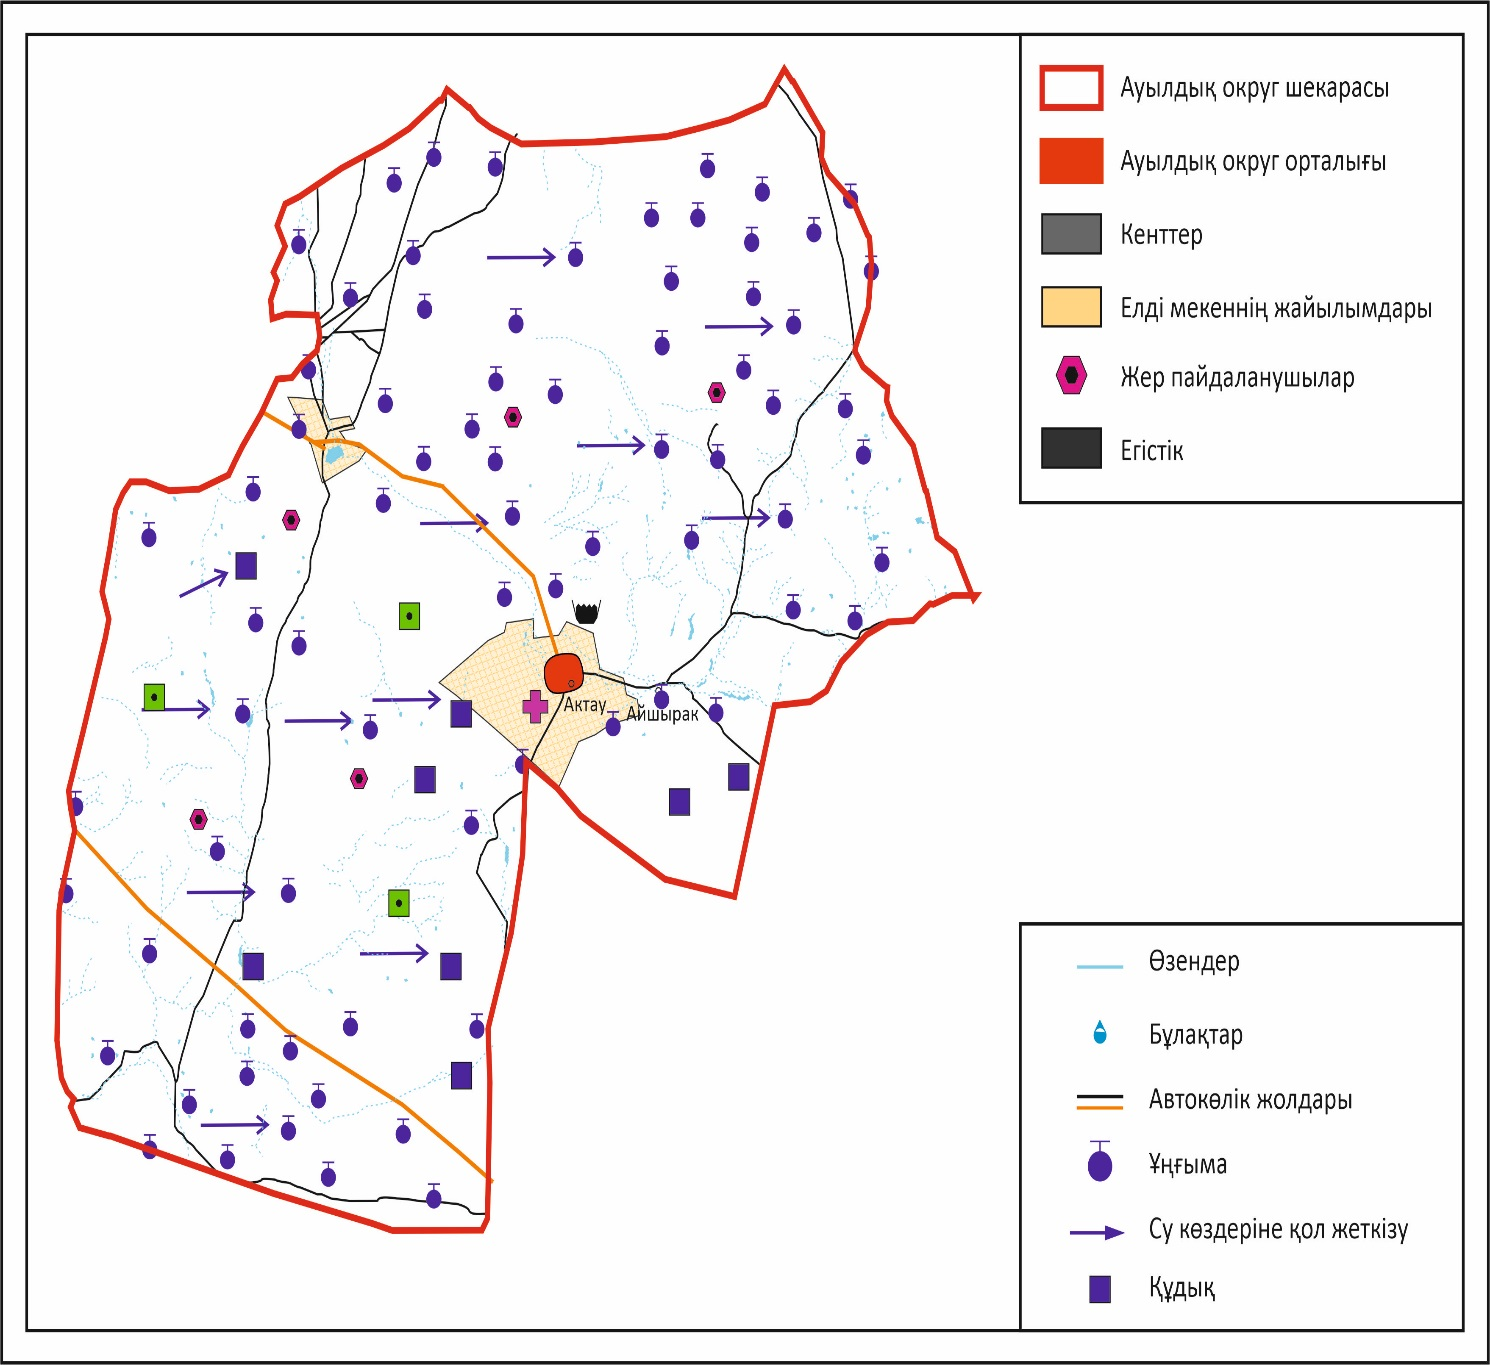 Ауылдық округ шекарасы
Ауылдық округ орталығы
Кенттер
Елді мекеннің жайылымдары
Жер пайдаланушылар
Егістік
Актау
Айшырак
Өзендер
Бұлақтар
Автокөлік жолдары
Ұңғыма
Су көздеріне қол жеткізу
Құдық